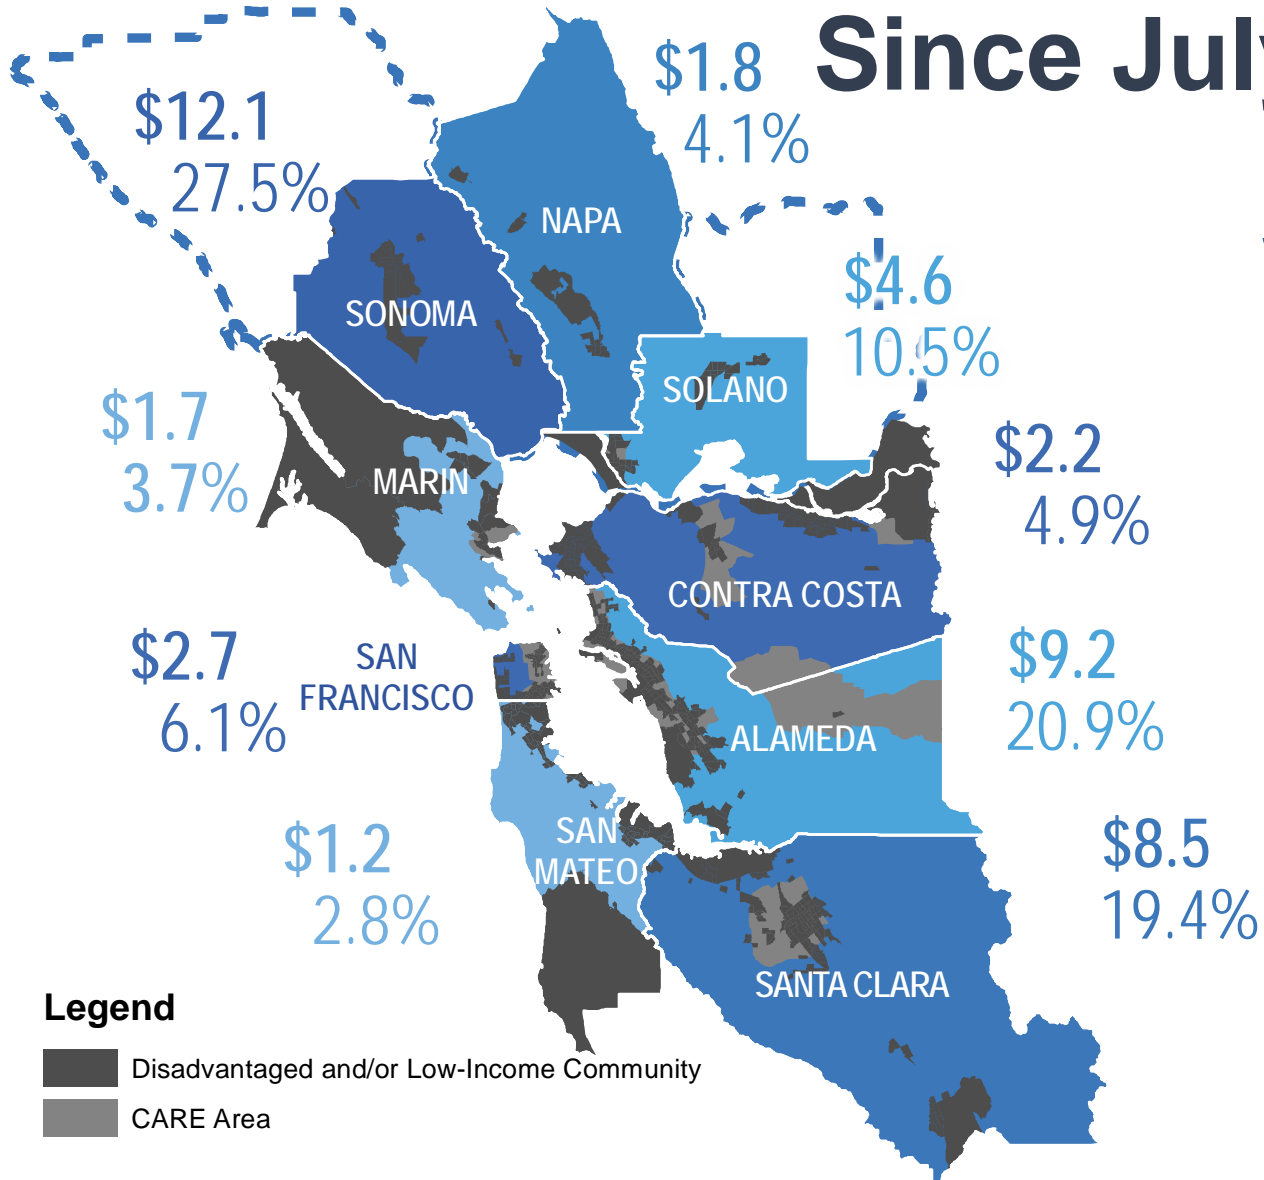 Since July
$12.1
27.5%
$1.8
4.1%
NAPA
SONOMA
$4.6
10.5%
SOLANO
$1.7
3.7%
MARIN
$2.2
4.9%
CONTRA COSTA
$2.7
6.1%
SAN
FRANCISCO
$9.2
20.9%
ALAMEDA
$1.2
2.8%
SAN
MATEO
$8.5
19.4%
SANTA CLARA
Legend
Disadvantaged and/or Low-Income Community
CARE Area